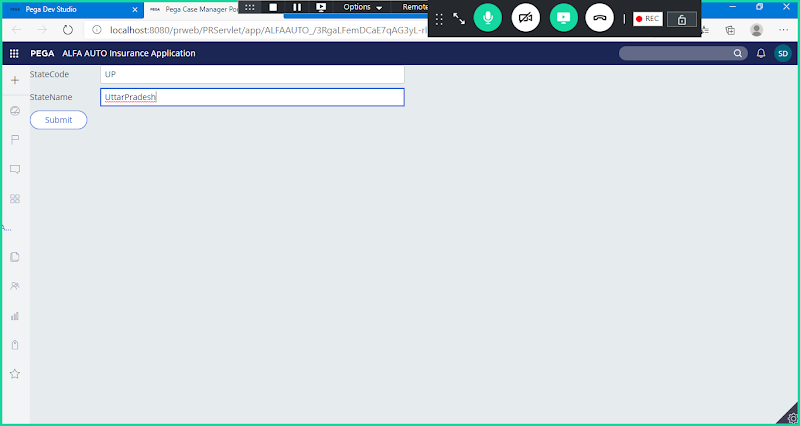 Pega Dev Studio
PEGA Pega Case Manager Po
Options
Remote
REC
localhost:8080/prweb/PRServlet/app/ALFAAUTO_/3RgaLFemDCaE7qAG3yL-r
PEGA ALFA AUTO Insurance Application
SD
StateCode UP
StateName UttarPradesh
Submit
A...